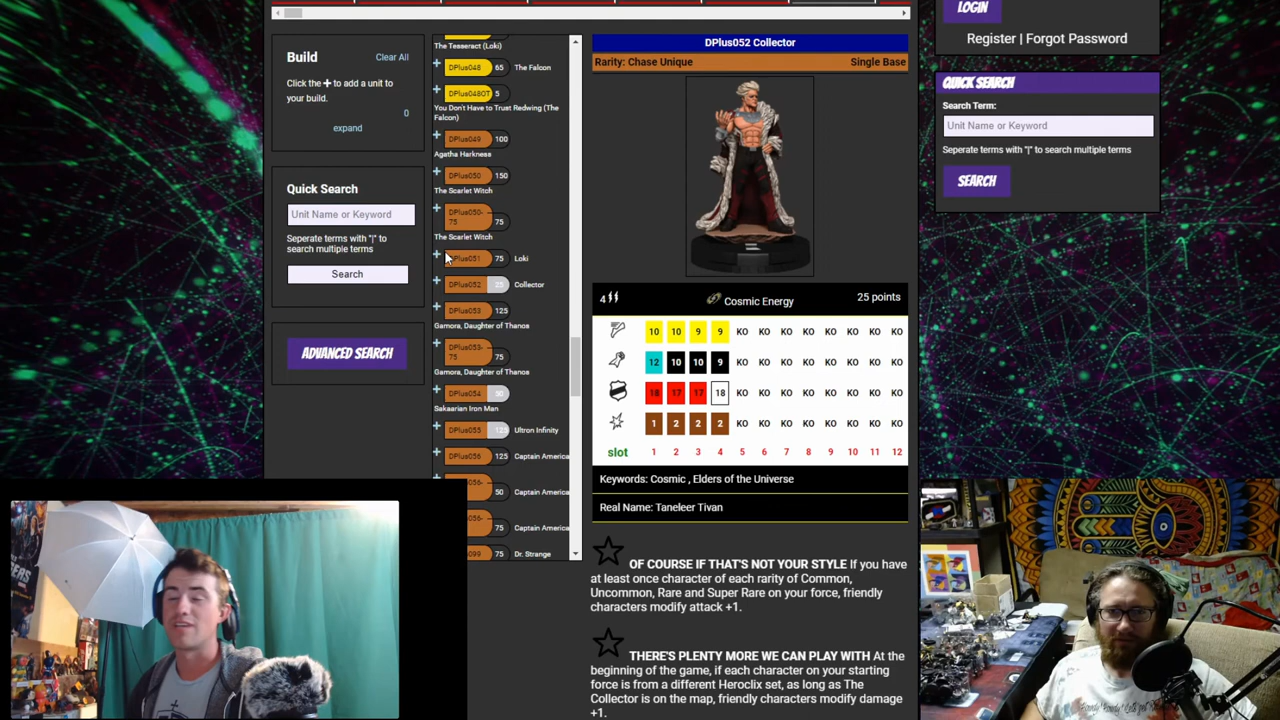 LOGIN
Register | Forgot Password
Build
Clear All
Click the + to add a unit to
your build.
0
expand
Quick Search
Unit Name or Keyword
Seperate terms with "|" to
search multiple terms
Search
ADVANCED SEARCH
The Tesseract (Loki)
DPlus048 65 The Falcon
DPlus048OT 5
You Don't Have to Trust Redwing (The
Falcon)
DPlus049 100
Agatha Harkness
DPlus050 150
The Scarlet Witch
DPlus050-
75 75
The Scarlet Witch
DPlus051 75 Loki
DPlus052 25 Collector
DPlus053 125
Gamora, Daughter of Thanos
DPlus053-
75 75
Gamora, Daughter of Thanos
DPlus054 50
Sakaarian Iron Man
DPlus055 125 Ultron Infinity
DPlus056 125 Captain America
50 Captain America
75 Captain America
75 Dr. Strange
DPlus052 Collector
Rarity: Chase Unique Single Base
4 Cosmic Energy 25 points
10 10 9 9 KO KO KO KO KO KO KO KO
12 10 10 9 KO KO KO KO KO KO KO KO
18 17 17 18 KO KO KO KO KO KO KO KO
1 2 2 2 KO KO KO KO KO KO KO KO
slot 1 2 3 4 5 6 7 8 9 10 11 12
Keywords: Cosmic , Elders of the Universe
Real Name: Taneleer Tivan
OF COURSE IF THAT'S NOT YOUR STYLE If you have
at least once character of each rarity of Common,
Uncommon, Rare and Super Rare on your force, friendly
characters modify attack +1.
THERE'S PLENTY MORE WE CAN PLAY WITH At the
beginning of the game, if each character on your starting
force is from a different Heroclix set, as long as The
Collector is on the map, friendly characters modify damage
+1.
QUICK SEARCH
Search Term:
Unit Name or Keyword
Seperate terms with "|" to search multiple terms
SEARCH